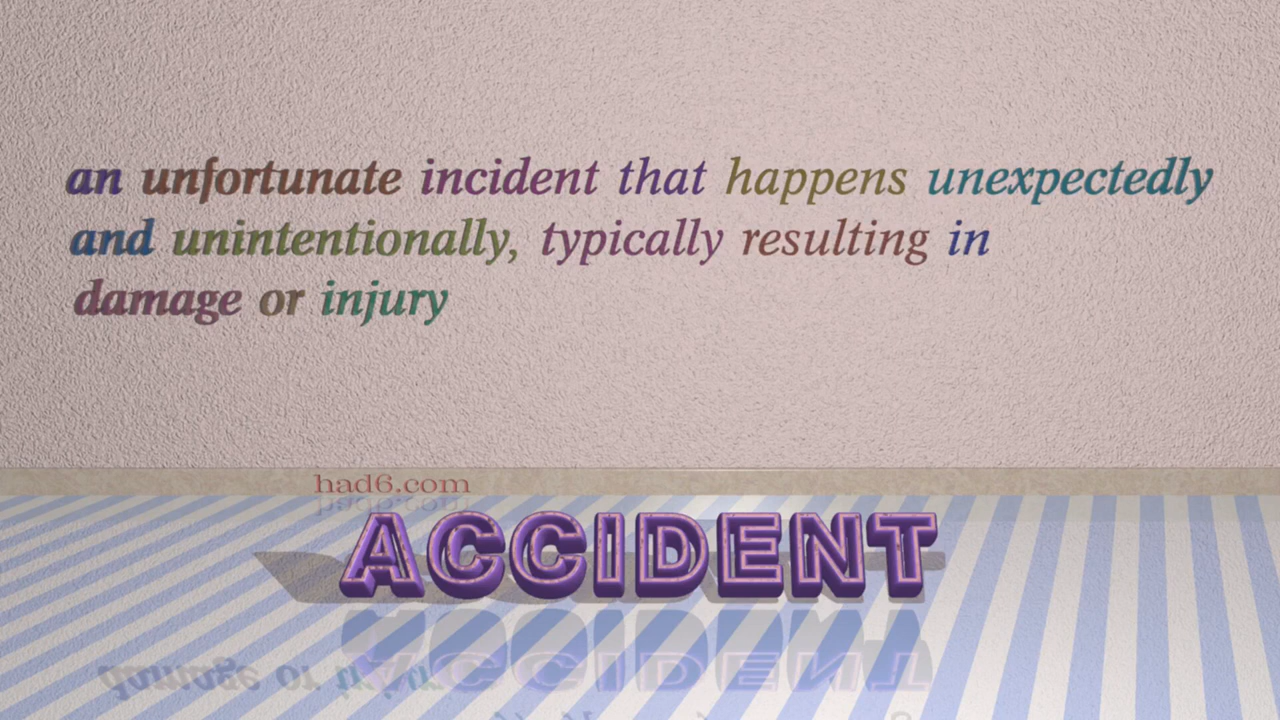 an unfortunate incident that happens unexpectedly
and unintentionally, typically resulting in
damage or injury
had6.com
ACCIDENT